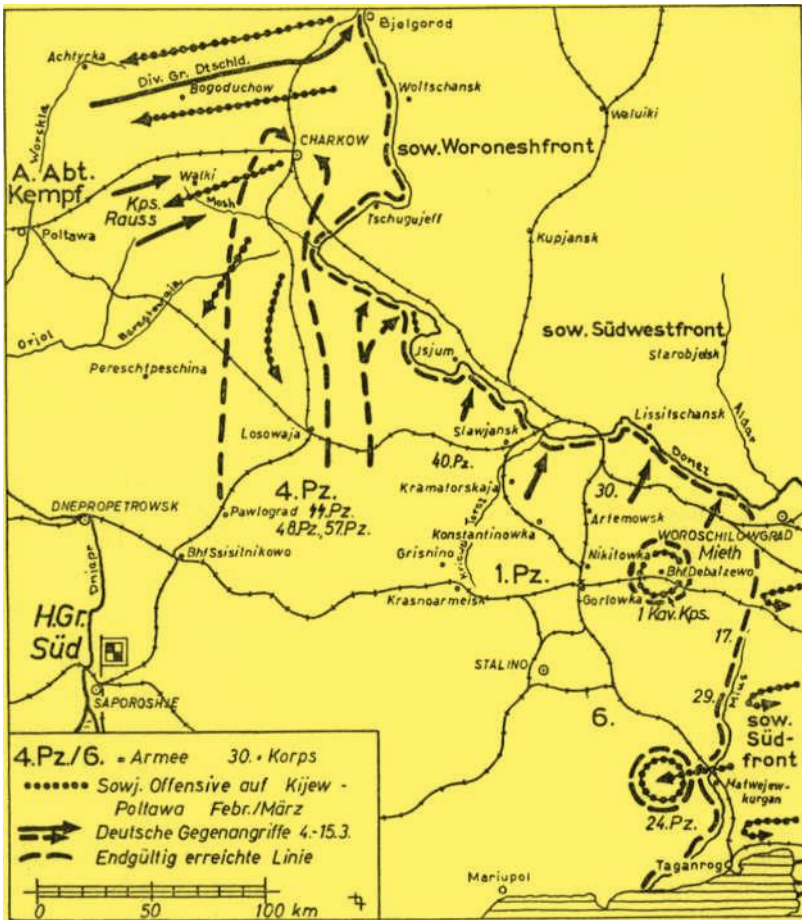 Bjelgorod
Achtyrka
Div. Gr. Dtschld.
Bogoduchow
Woltschansk
Waluiki
Worskla
CHARKOW
sow. Woroneshfront
A. Abt.
Kempf
Walki
Kps.
Rauss
Mosh
Tschugujeff
Poltawa
Kupjansk
Orjol
sow. Südwestfront
Starobjelsk
Isjum
Pereschtpeschina
Aidar
Lissitschansk
Losowaja
Slawjansk
Donez
40.Pz.
4.Pz.
Kramatorskaja
30.
DNEPROPETROWSK
Pawlograd
48.Pz., 57.Pz.
Artemowsk
WOROSCHILOWGRAD
Konstantinowka
Mieth
Bhf Ssisitnikowo
Grisnino
Nikitowka
Bhf Debalzewo
Dnjepr
1.Pz.
Krasnoarmeisk
Gorlowka
1 Kav. Kps.
H.Gr.
Süd
17.
STALINO
Mius
SAPOROSHJE
29.
6.
sow.
Süd-
front
4.Pz./6. = Armee 30. = Korps
Sowj. Offensive auf Kijew -
Poltawa Febr./März
Matwejew-
kurgan
Deutsche Gegenangriffe 4.-15.3.
24.Pz.
Endgültig erreichte Linie
Taganrog
Mariupol
0 50 100 km